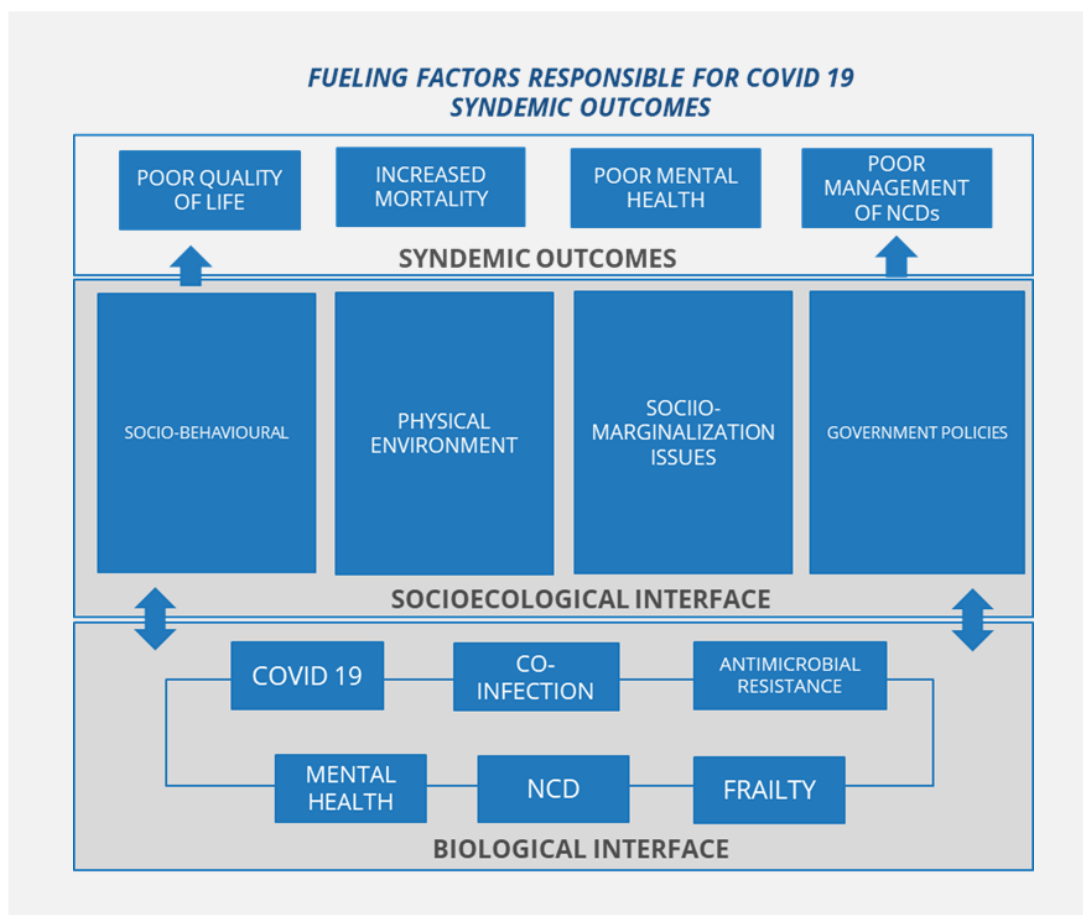 FUELING FACTORS RESPONSIBLE FOR COVID 19
SYNDEMIC OUTCOMES
POOR QUALITY
OF LIFE
INCREASED
MORTALITY
POOR MENTAL
HEALTH
POOR
MANAGEMENT
OF NCDs
SYNDEMIC OUTCOMES
SOCIO-BEHAVIOURAL
PHYSICAL
ENVIRONMENT
SOCIIO-
MARGINALIZATION
ISSUES
GOVERNMENT POLICIES
SOCIOECOLOGICAL INTERFACE
COVID 19
CO-
INFECTION
ANTIMICROBIAL
RESISTANCE
MENTAL
HEALTH
NCD
FRAILTY
BIOLOGICAL INTERFACE